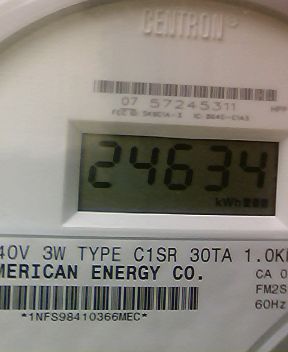 CENTRON®
07 57245311
24634
kWh
40V 3W TYPE C1SR 30TA 1.0K
MERICAN ENERGY CO.
CA 0
FM2S
60Hz
*1NFS98410366MEC*